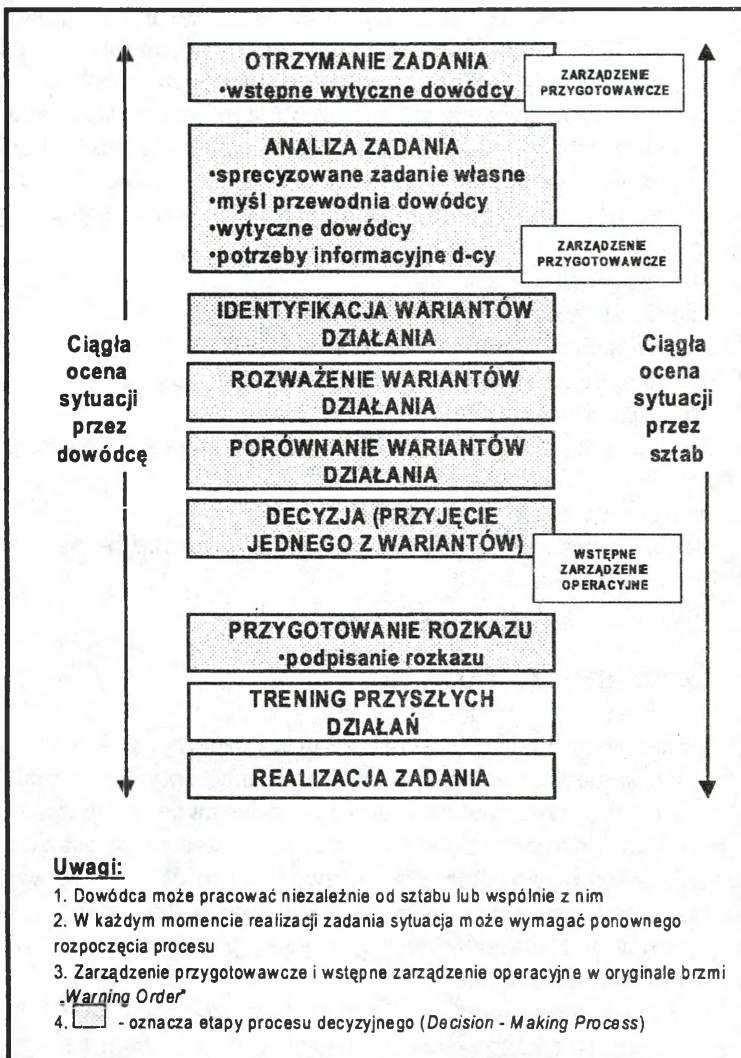 OTRZYMANIE ZADANIA
•wstępne wytyczne dowódcy
ZARZĄDZENIE
PRZYGOTOWAWCZE
ANALIZA ZADANIA
•sprecyzowane zadanie własne
•myśl przewodnia dowódcy
•wytyczne dowódcy
•potrzeby informacyjne d-cy
ZARZĄDZENIE
PRZYGOTOWAWCZE
IDENTYFIKACJA WARIANTÓW
DZIAŁANIA
Ciągła
ocena
sytuacji
przez
dowódcę
ROZWAŻENIE WARIANTÓW
DZIAŁANIA
PORÓWNANIE WARIANTÓW
DZIAŁANIA
Ciągła
ocena
sytuacji
przez
sztab
DECYZJA (PRZYJĘCIE
JEDNEGO Z WARIANTÓW)
WSTĘPNE
ZARZĄDZENIE
OPERACYJNE
PRZYGOTOWANIE ROZKAZU
•podpisanie rozkazu
TRENING PRZYSZŁYCH
DZIAŁAŃ
REALIZACJA ZADANIA
Uwagi:
1. Dowódca może pracować niezależnie od sztabu lub wspólnie z nim
2. W każdym momencie realizacji zadania sytuacja może wymagać ponownego
rozpoczęcia procesu
3. Zarządzenie przygotowawcze i wstępne zarządzenie operacyjne w oryginale brzmi
„Warning Order”
4. - oznacza etapy procesu decyzyjnego (Decision - Making Process)